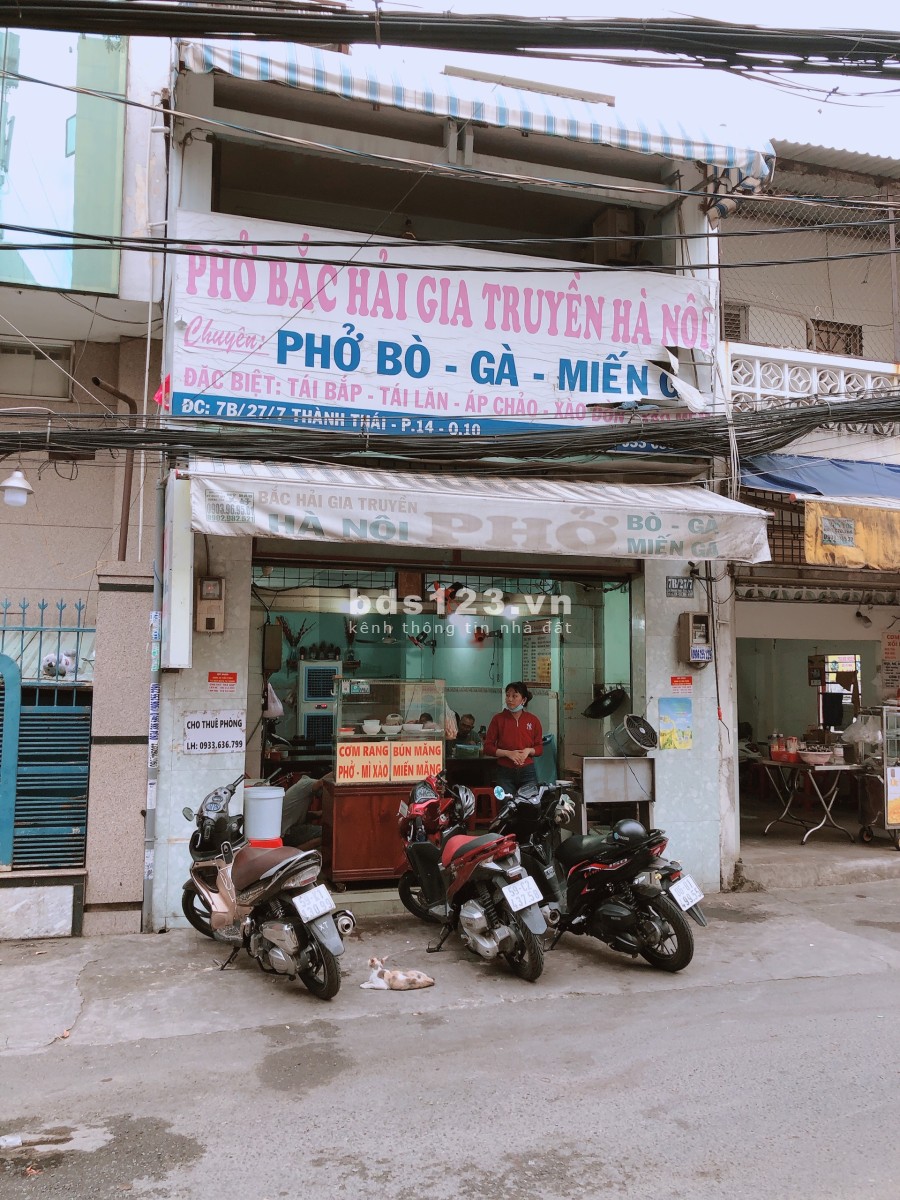 PHỞ BẮC HẢI GIA TRUYỀN HÀ NỘI
Chuyên:
PHỞ BÒ - GÀ - MIẾN G
ĐẶC BIỆT: TÁI BẮP - TÁI LĂN - ÁP CHẢO - XÀO
ĐC: 7B/27/7 THÀNH THÁI - P.14 - Q.10
BẮC HẢI GIA TRUYỀN
HÀ NỘI
PHỞ
BÒ - GÀ
MIẾN GÀ
7B/27/7
bds123.vn
kênh thông tin nhà đất
CHO THUÊ PHÒNG
LH: 0933.636.799
CƠM RANG
PHỞ - MÌ XÀO
BÚN MĂNG
MIẾN MĂNG